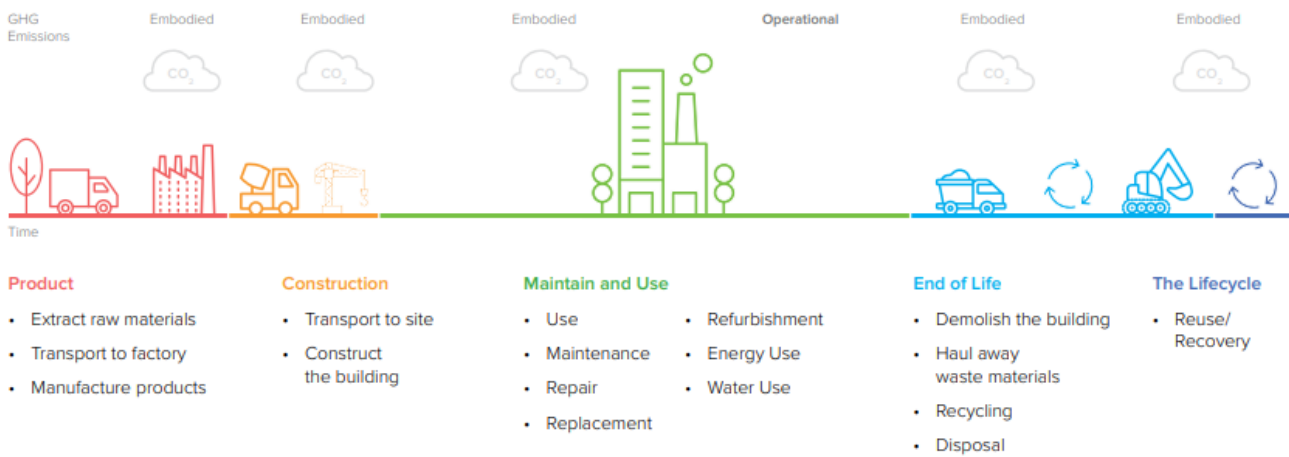 GHG
Emissions
Embodied
Embodied
Embodied
Operational
Embodied
Embodied
CO2
CO2
CO2
CO2
CO2
Time
Product
• Extract raw materials
• Transport to factory
• Manufacture products
Construction
• Transport to site
• Construct
the building
Maintain and Use
• Use
• Maintenance
• Repair
• Replacement
• Refurbishment
• Energy Use
• Water Use
End of Life
• Demolish the building
• Haul away
waste materials
• Recycling
• Disposal
The Lifecycle
• Reuse/
Recovery